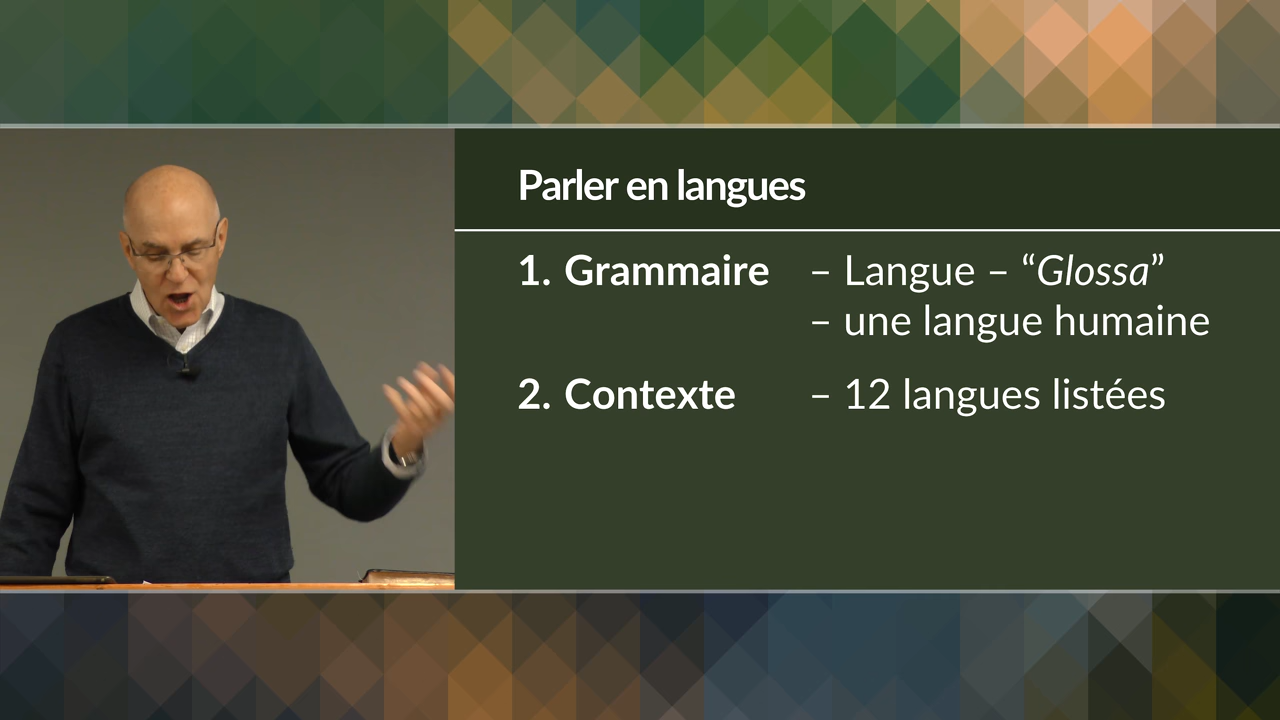 Parler en langues
1. Grammaire – Langue – “Glossa”
– une langue humaine
2. Contexte – 12 langues listées